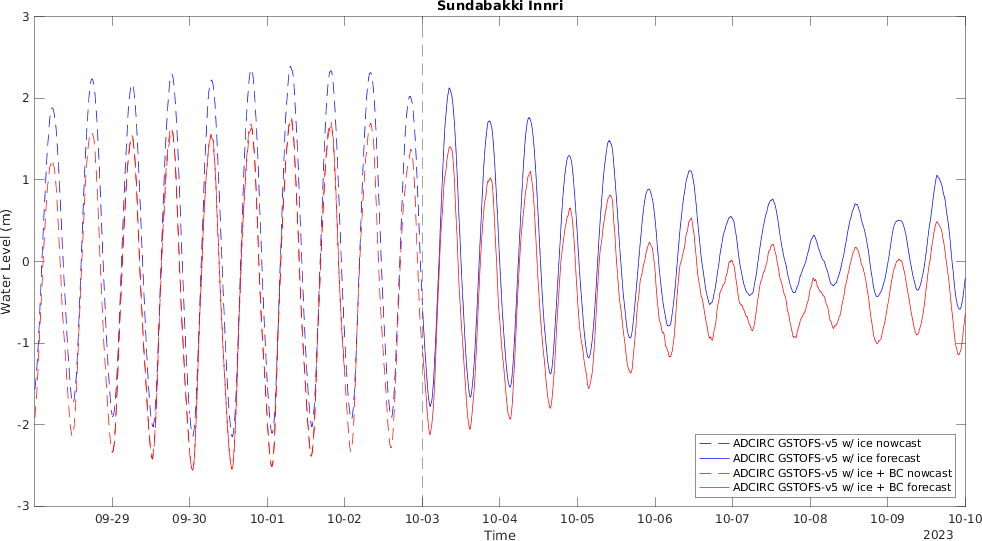 Sundabakki Innri
3
2
1
0
-1
-2
-3
Water Level (m)
09-29 09-30 10-01 10-02 10-03 10-04 10-05 10-06 10-07 10-08 10-09 10-10
Time
2023
ADCIRC GSTOFS-v5 w/ ice nowcast
ADCIRC GSTOFS-v5 w/ ice forecast
ADCIRC GSTOFS-v5 w/ ice + BC nowcast
ADCIRC GSTOFS-v5 w/ ice + BC forecast